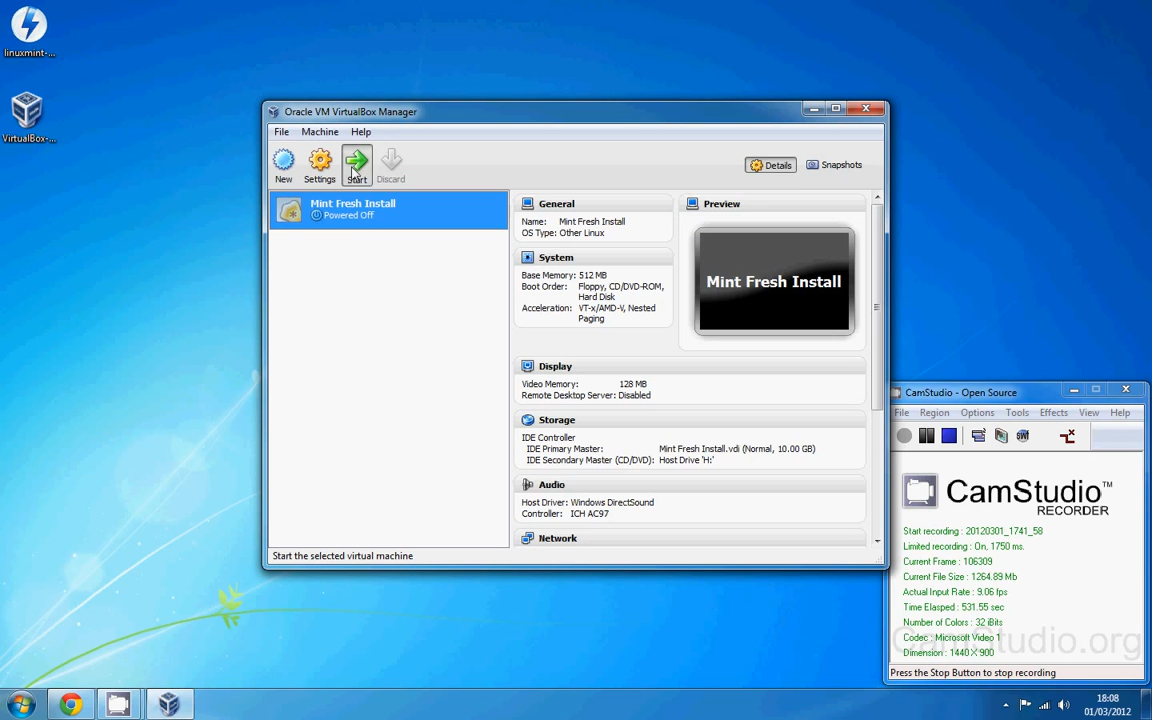 linuxmint-...
VirtualBox-...
Oracle VM VirtualBox Manager
File Machine Help
New Settings Start Discard
Details Snapshots
Mint Fresh Install
Powered Off
General
Name: Mint Fresh Install
OS Type: Other Linux
System
Base Memory: 512 MB
Boot Order: Floppy, CD/DVD-ROM,
Hard Disk
Acceleration: VT-x/AMD-V, Nested
Paging
Preview
Mint Fresh Install
Display
Video Memory: 128 MB
Remote Desktop Server: Disabled
Storage
IDE Controller
IDE Primary Master: Mint Fresh Install.vdi (Normal, 10.00 GB)
IDE Secondary Master (CD/DVD): Host Drive 'H:'
Audio
Host Driver: Windows DirectSound
Controller: ICH AC97
Network
Start the selected virtual machine
CamStudio - Open Source
File Region Options Tools Effects View Help
CamStudio™
RECORDER
Start recording : 20120301_1741_58
Limited recording : On, 1750 ms.
Current Frame : 106309
Current File Size : 1264.89 Mb
Actual Input Rate : 9.06 fps
Time Elasped : 531.55 sec
Number of Colors : 32 iBits
Codec : Microsoft Video 1
Dimension : 1440 X 900
CamStudio.org
Press the Stop Button to stop recording
18:08
01/03/2012